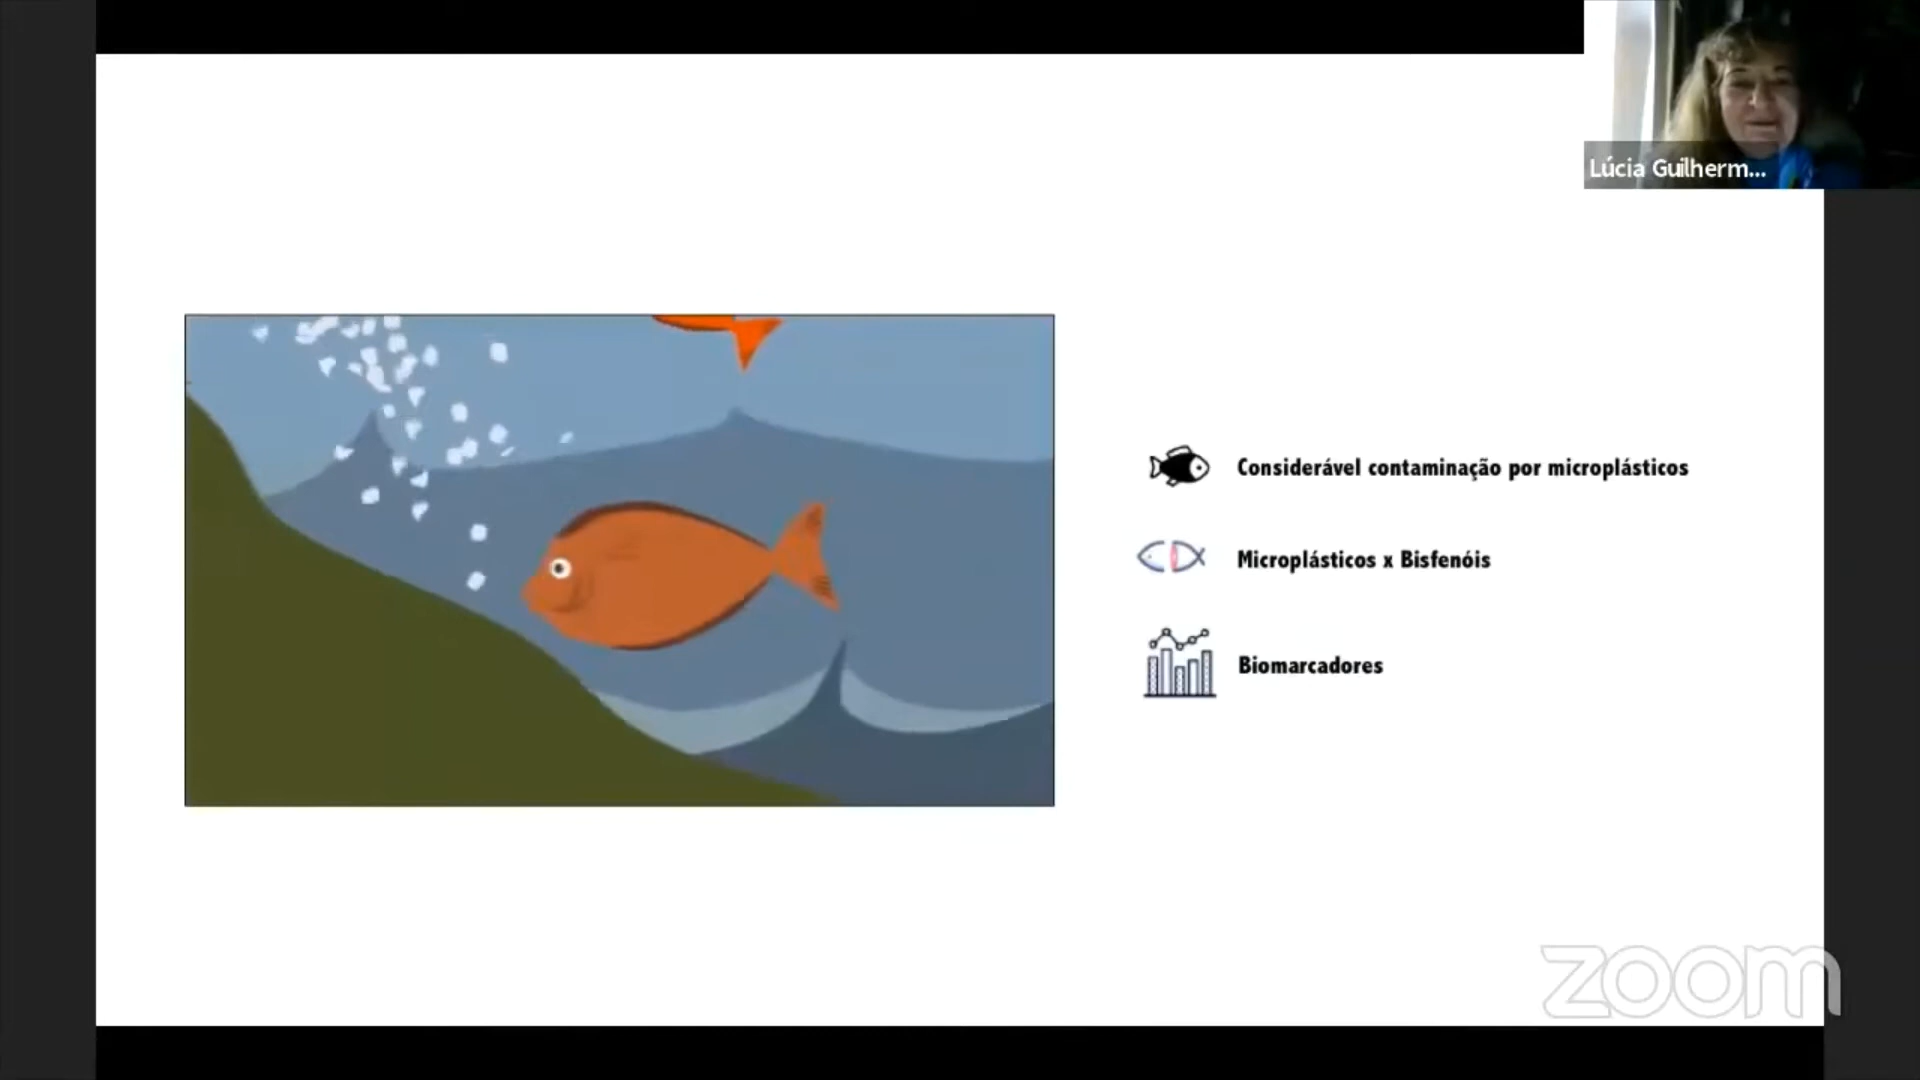 Lúcia Guilherm...
Considerável contaminação por microplásticos
Microplásticos x Bisfenóis
Biomarcadores
zoom